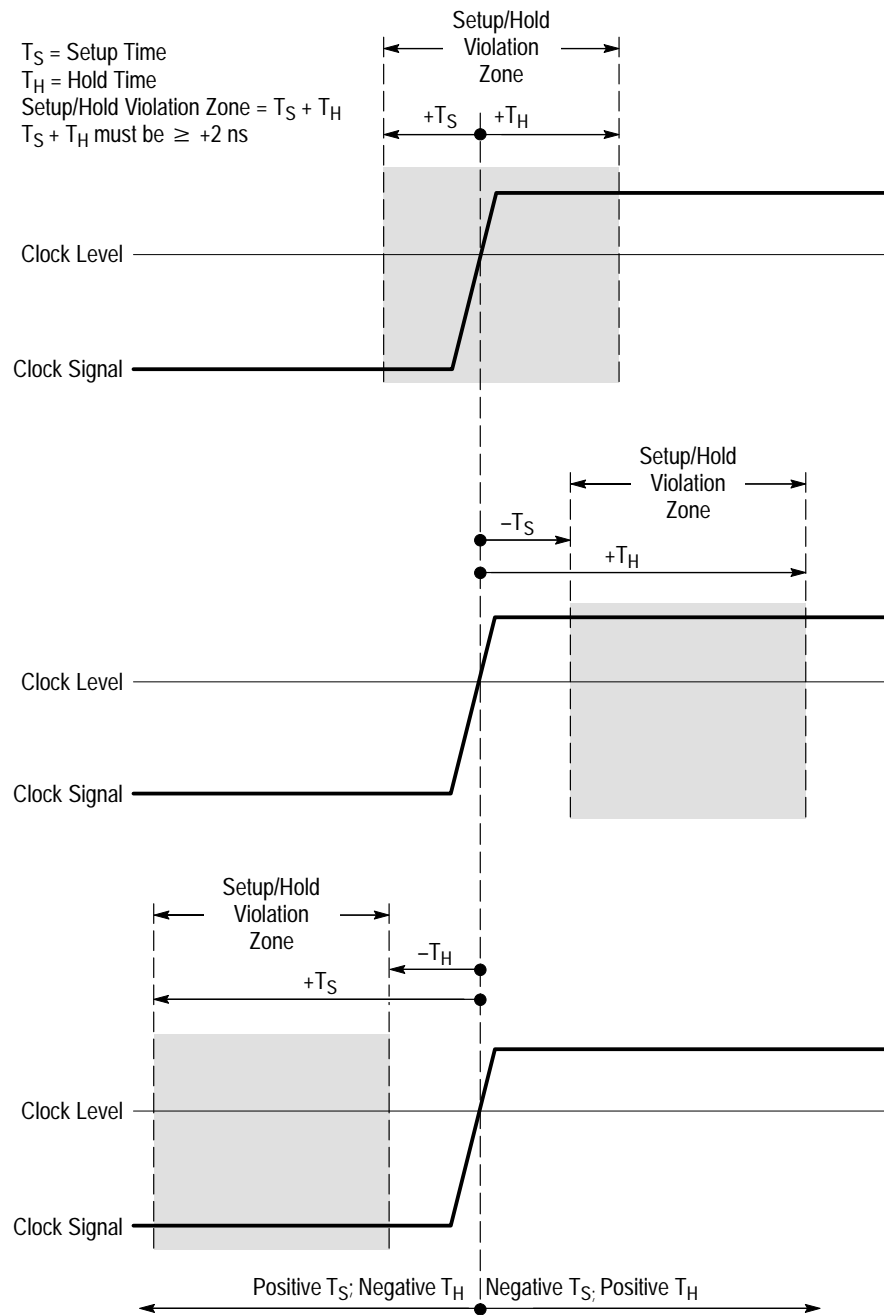 Setup/Hold
Violation
Zone
T_S = Setup Time
T_H = Hold Time
Setup/Hold Violation Zone = T_S + T_H
T_S + T_H must be ≥ +2 ns
+T_S +T_H
Clock Level
Clock Signal
Setup/Hold
Violation
Zone
–T_S
+T_H
Clock Level
Clock Signal
Setup/Hold
Violation
Zone
–T_H
+T_S
Clock Level
Clock Signal
Positive T_S; Negative T_H Negative T_S; Positive T_H